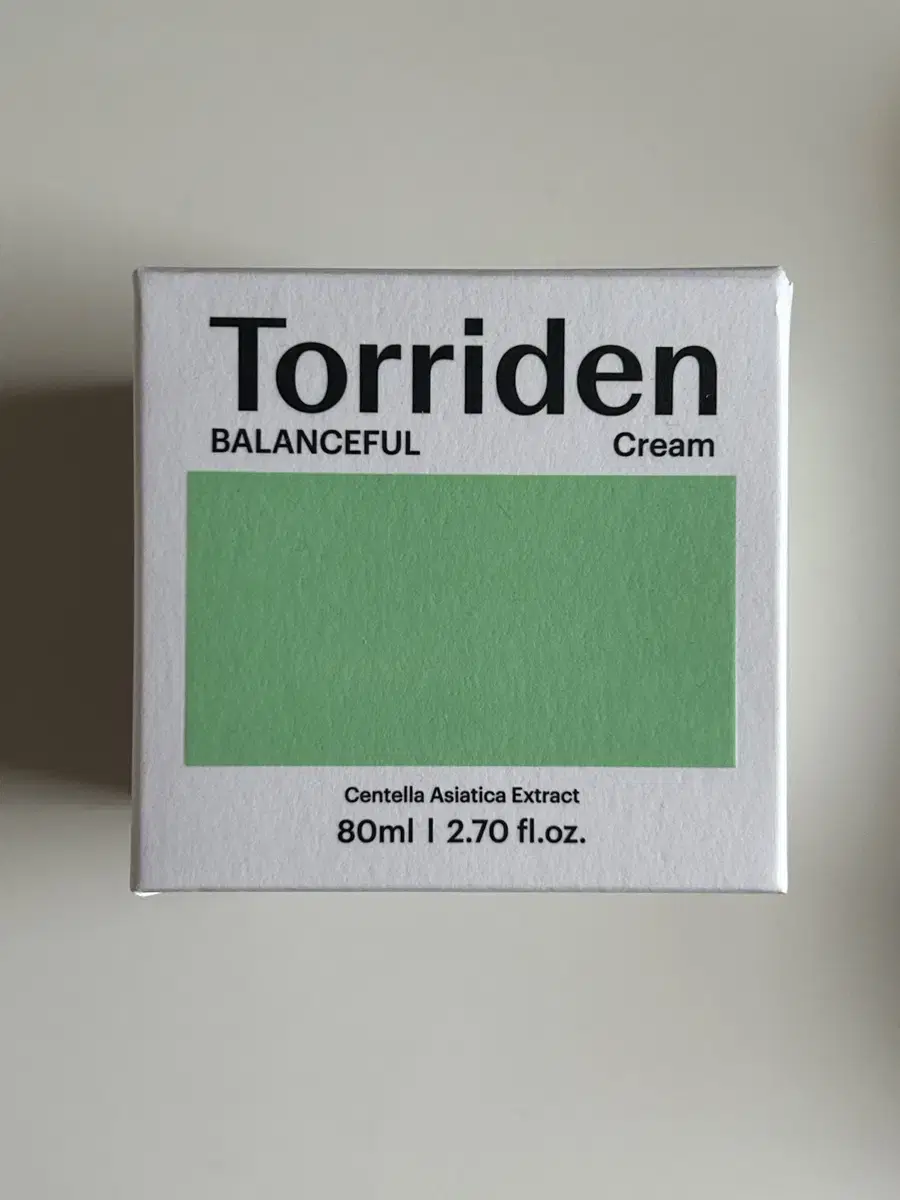 Torriden
BALANCEFUL Cream
Centella Asiatica Extract
80ml | 2.70 fl.oz.